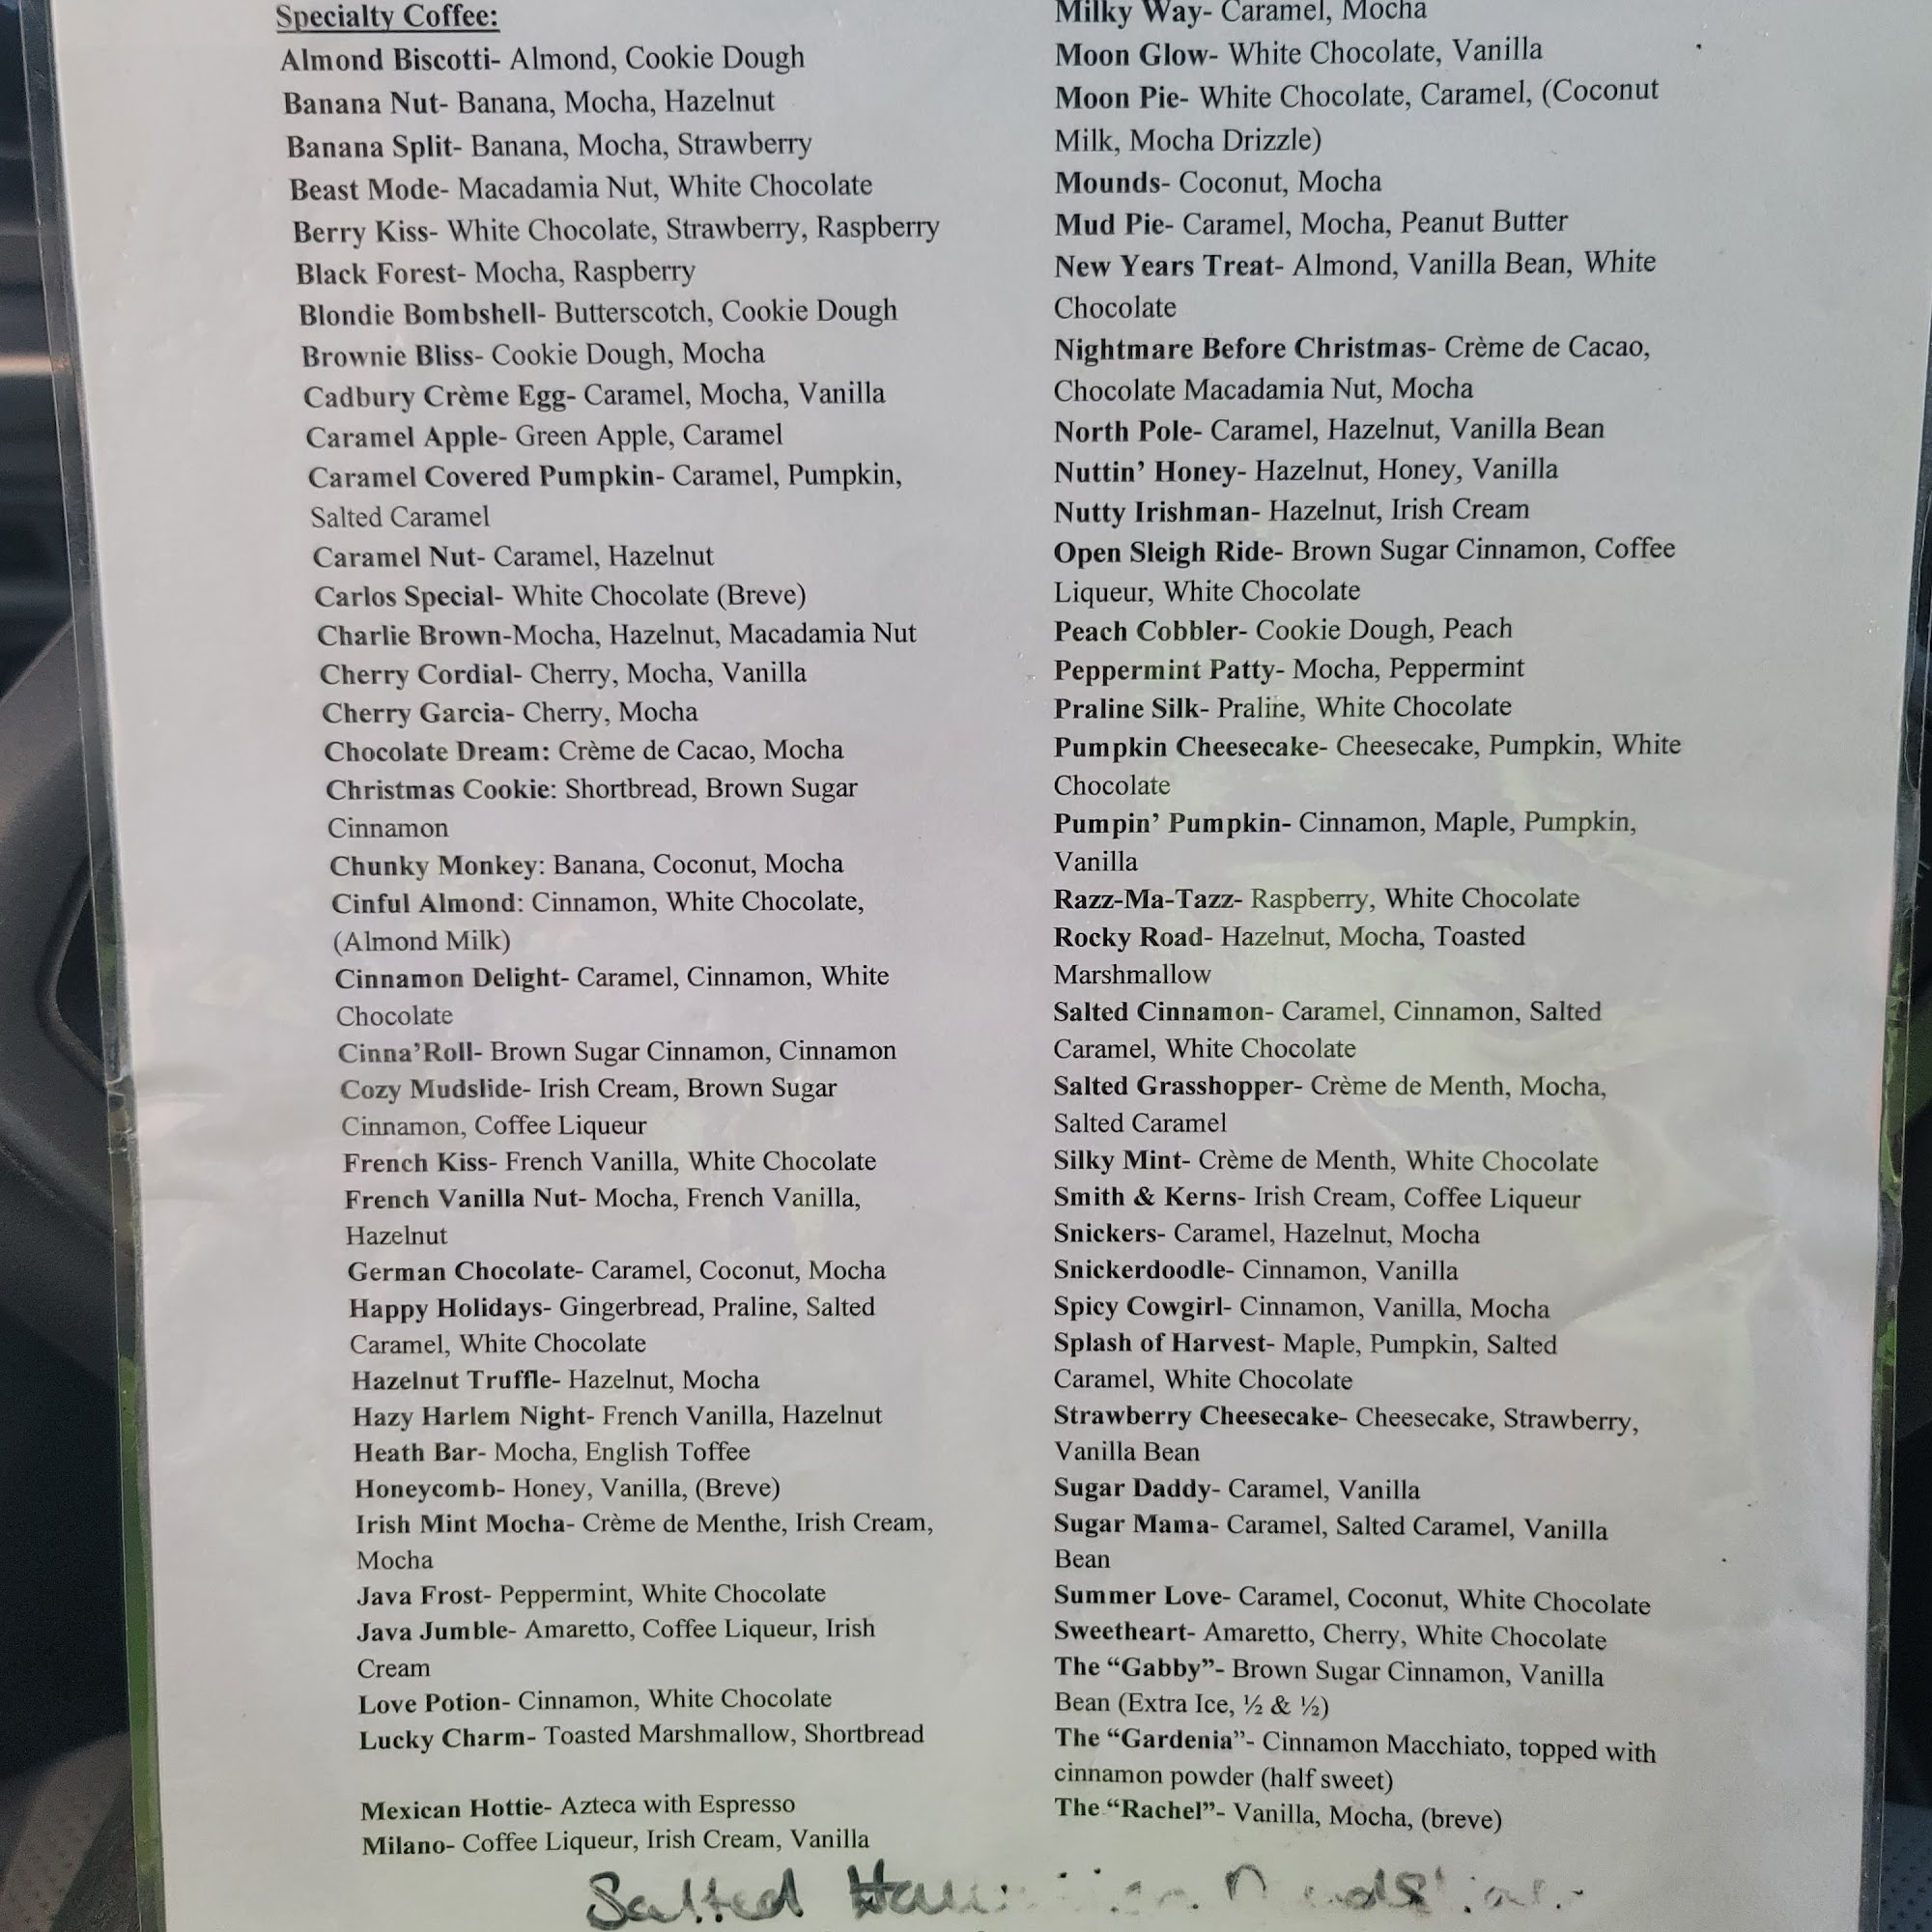 Specialty Coffee:
Almond Biscotti- Almond, Cookie Dough
Banana Nut- Banana, Mocha, Hazelnut
Banana Split- Banana, Mocha, Strawberry
Beast Mode- Macadamia Nut, White Chocolate
Berry Kiss- White Chocolate, Strawberry, Raspberry
Black Forest- Mocha, Raspberry
Blondie Bombshell- Butterscotch, Cookie Dough
Brownie Bliss- Cookie Dough, Mocha
Cadbury Crème Egg- Caramel, Mocha, Vanilla
Caramel Apple- Green Apple, Caramel
Caramel Covered Pumpkin- Caramel, Pumpkin,
Salted Caramel
Caramel Nut- Caramel, Hazelnut
Carlos Special- White Chocolate (Breve)
Charlie Brown-Mocha, Hazelnut, Macadamia Nut
Cherry Cordial- Cherry, Mocha, Vanilla
Cherry Garcia- Cherry, Mocha
Chocolate Dream: Crème de Cacao, Mocha
Christmas Cookie: Shortbread, Brown Sugar
Cinnamon
Chunky Monkey: Banana, Coconut, Mocha
Cinful Almond: Cinnamon, White Chocolate,
(Almond Milk)
Cinnamon Delight- Caramel, Cinnamon, White
Chocolate
Cinna’Roll- Brown Sugar Cinnamon, Cinnamon
Cozy Mudslide- Irish Cream, Brown Sugar
Cinnamon, Coffee Liqueur
French Kiss- French Vanilla, White Chocolate
French Vanilla Nut- Mocha, French Vanilla,
Hazelnut
German Chocolate- Caramel, Coconut, Mocha
Happy Holidays- Gingerbread, Praline, Salted
Caramel, White Chocolate
Hazelnut Truffle- Hazelnut, Mocha
Hazy Harlem Night- French Vanilla, Hazelnut
Heath Bar- Mocha, English Toffee
Honeycomb- Honey, Vanilla, (Breve)
Irish Mint Mocha- Crème de Menthe, Irish Cream,
Mocha
Java Frost- Peppermint, White Chocolate
Java Jumble- Amaretto, Coffee Liqueur, Irish
Cream
Love Potion- Cinnamon, White Chocolate
Lucky Charm- Toasted Marshmallow, Shortbread
Mexican Hottie- Azteca with Espresso
Milano- Coffee Liqueur, Irish Cream, Vanilla
Milky Way- Caramel, Mocha
Moon Glow- White Chocolate, Vanilla
Moon Pie- White Chocolate, Caramel, (Coconut
Milk, Mocha Drizzle)
Mounds- Coconut, Mocha
Mud Pie- Caramel, Mocha, Peanut Butter
New Years Treat- Almond, Vanilla Bean, White
Chocolate
Nightmare Before Christmas- Crème de Cacao,
Chocolate Macadamia Nut, Mocha
North Pole- Caramel, Hazelnut, Vanilla Bean
Nuttin’ Honey- Hazelnut, Honey, Vanilla
Nutty Irishman- Hazelnut, Irish Cream
Open Sleigh Ride- Brown Sugar Cinnamon, Coffee
Liqueur, White Chocolate
Peach Cobbler- Cookie Dough, Peach
Peppermint Patty- Mocha, Peppermint
Praline Silk- Praline, White Chocolate
Pumpkin Cheesecake- Cheesecake, Pumpkin, White
Chocolate
Pumpin’ Pumpkin- Cinnamon, Maple, Pumpkin,
Vanilla
Razz-Ma-Tazz- Raspberry, White Chocolate
Rocky Road- Hazelnut, Mocha, Toasted
Marshmallow
Salted Cinnamon- Caramel, Cinnamon, Salted
Caramel, White Chocolate
Salted Grasshopper- Crème de Menth, Mocha,
Salted Caramel
Silky Mint- Crème de Menth, White Chocolate
Smith & Kerns- Irish Cream, Coffee Liqueur
Snickers- Caramel, Hazelnut, Mocha
Snickerdoodle- Cinnamon, Vanilla
Spicy Cowgirl- Cinnamon, Vanilla, Mocha
Splash of Harvest- Maple, Pumpkin, Salted
Caramel, White Chocolate
Strawberry Cheesecake- Cheesecake, Strawberry,
Vanilla Bean
Sugar Daddy- Caramel, Vanilla
Sugar Mama- Caramel, Salted Caramel, Vanilla
Bean
Summer Love- Caramel, Coconut, White Chocolate
Sweetheart- Amaretto, Cherry, White Chocolate
The “Gabby”- Brown Sugar Cinnamon, Vanilla
Bean (Extra Ice, ½ & ½)
The “Gardenia”- Cinnamon Macchiato, topped with
cinnamon powder (half sweet)
The “Rachel”- Vanilla, Mocha, (breve)
Salted